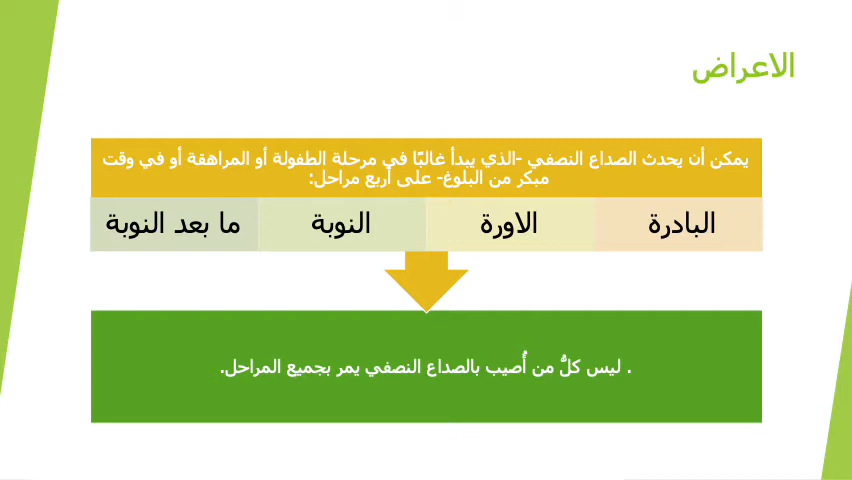 الاعراض
يمكن أن يحدث الصداع النصفي -الذي يبدأ غالبًا في مرحلة الطفولة أو المراهقة أو في وقت
مبكر من البلوغ- على أربع مراحل:
البادرة
الاورة
النوبة
ما بعد النوبة
. ليس كلُّ من أُصيب بالصداع النصفي يمر بجميع المراحل.